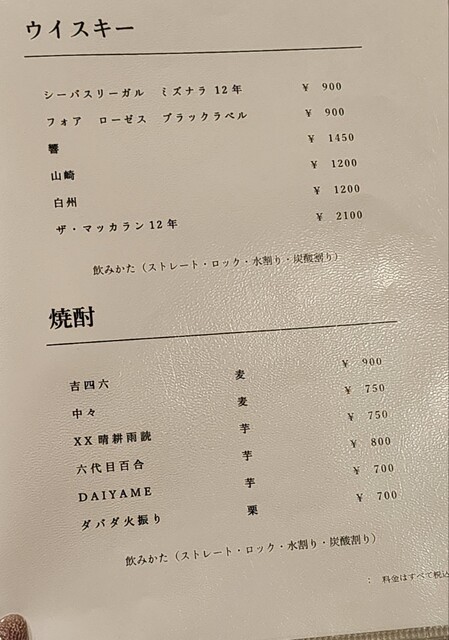 ウイスキー
シーバスリーガル ミズナラ 12年 ¥ 900
フォア ローゼス ブラックラベル ¥ 900
響 ¥ 1450
山崎 ¥ 1200
白州 ¥ 1200
ザ・マッカラン12年 ¥ 2100
飲みかた（ストレート・ロック・水割り・炭酸割り）
焼酎
吉四六 麦 ¥ 900
中々 麦 ¥ 750
XX晴耕雨読 芋 ¥ 750
六代目百合 芋 ¥ 800
DAIYAME 芋 ¥ 700
ダバダ火振り 栗 ¥ 700
飲みかた（ストレート・ロック・水割り・炭酸割り）
： 料金はすべて税込